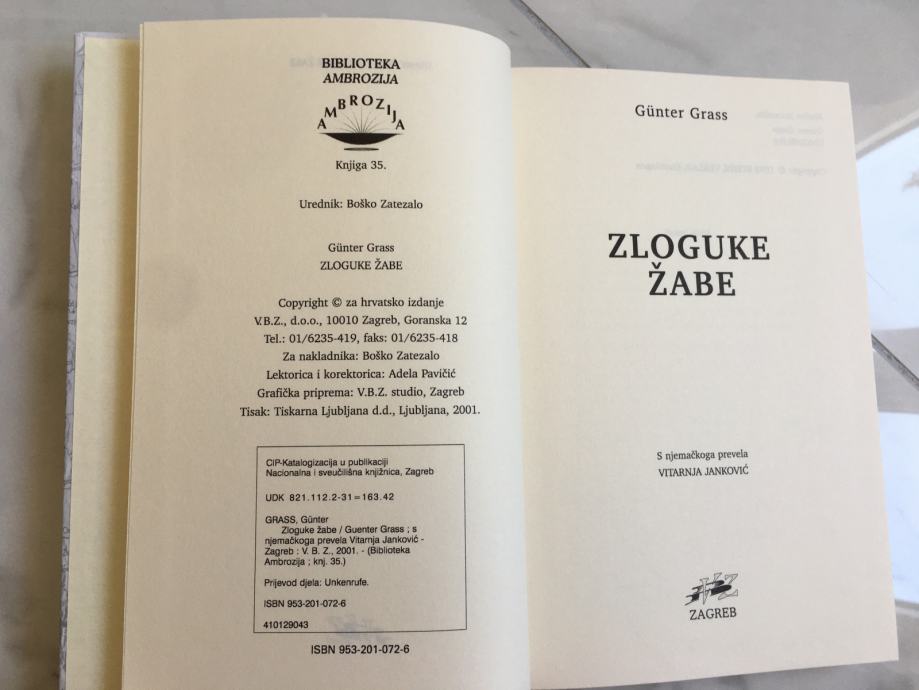 BIBLIOTEKA
AMBROZIJA
AMBROZIJA
Knjiga 35.
Urednik: Boško Zatezalo
Günter Grass
ZLOGUKE ŽABE
Copyright © za hrvatsko izdanje
V.B.Z., d.o.o., 10010 Zagreb, Goranska 12
Tel.: 01/6235-419, faks: 01/6235-418
Za nakladnika: Boško Zatezalo
Lektorica i korektorica: Adela Pavičić
Grafička priprema: V.B.Z. studio, Zagreb
Tisak: Tiskarna Ljubljana d.d., Ljubljana, 2001.
CIP-Katalogizacija u publikaciji
Nacionalna i sveučilišna knjižnica, Zagreb
UDK 821.112.2-31=163.42
GRASS, Günter
Zloguke žabe / Guenter Grass ; s
njemačkoga prevela Vitarnja Janković -
Zagreb : V. B. Z., 2001. - (Biblioteka
Ambrozija ; knj. 35.)
Prijevod djela: Unkenrufe.
ISBN 953-201-072-6
410129043
ISBN 953-201-072-6
Günter Grass
ZLOGUKE
ŽABE
S njemačkoga prevela
VITARNJA JANKOVIĆ
VBZ
ZAGREB